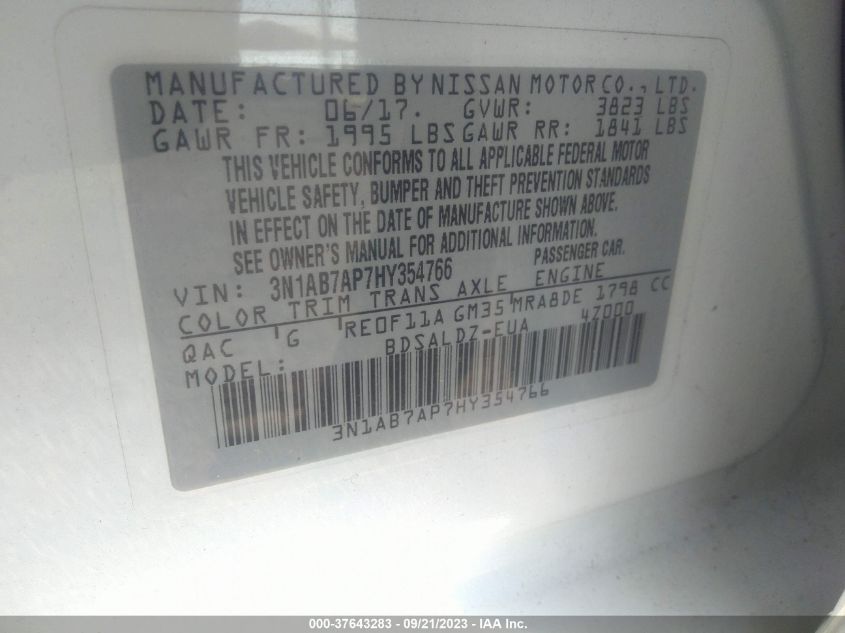 MANUFACTURED BY NISSAN MOTOR CO., LTD.
DATE: 06/17. GVWR: 3823 LBS
GAWR FR: 1995 LBS GAWR RR: 1841 LBS
THIS VEHICLE CONFORMS TO ALL APPLICABLE FEDERAL MOTOR
VEHICLE SAFETY, BUMPER AND THEFT PREVENTION STANDARDS
IN EFFECT ON THE DATE OF MANUFACTURE SHOWN ABOVE.
SEE OWNER'S MANUAL FOR ADDITIONAL INFORMATION.
PASSENGER CAR.
VIN: 3N1AB7AP7HY354766
COLOR TRIM TRANS AXLE ENGINE
QAC G RE0F11A GM35 MRA8DE 1798 CC
47000
MODEL: BDSALDZ-EUA
3N1AB7AP7HY354766
000-37643283 - 09/21/2023 - IAA Inc.